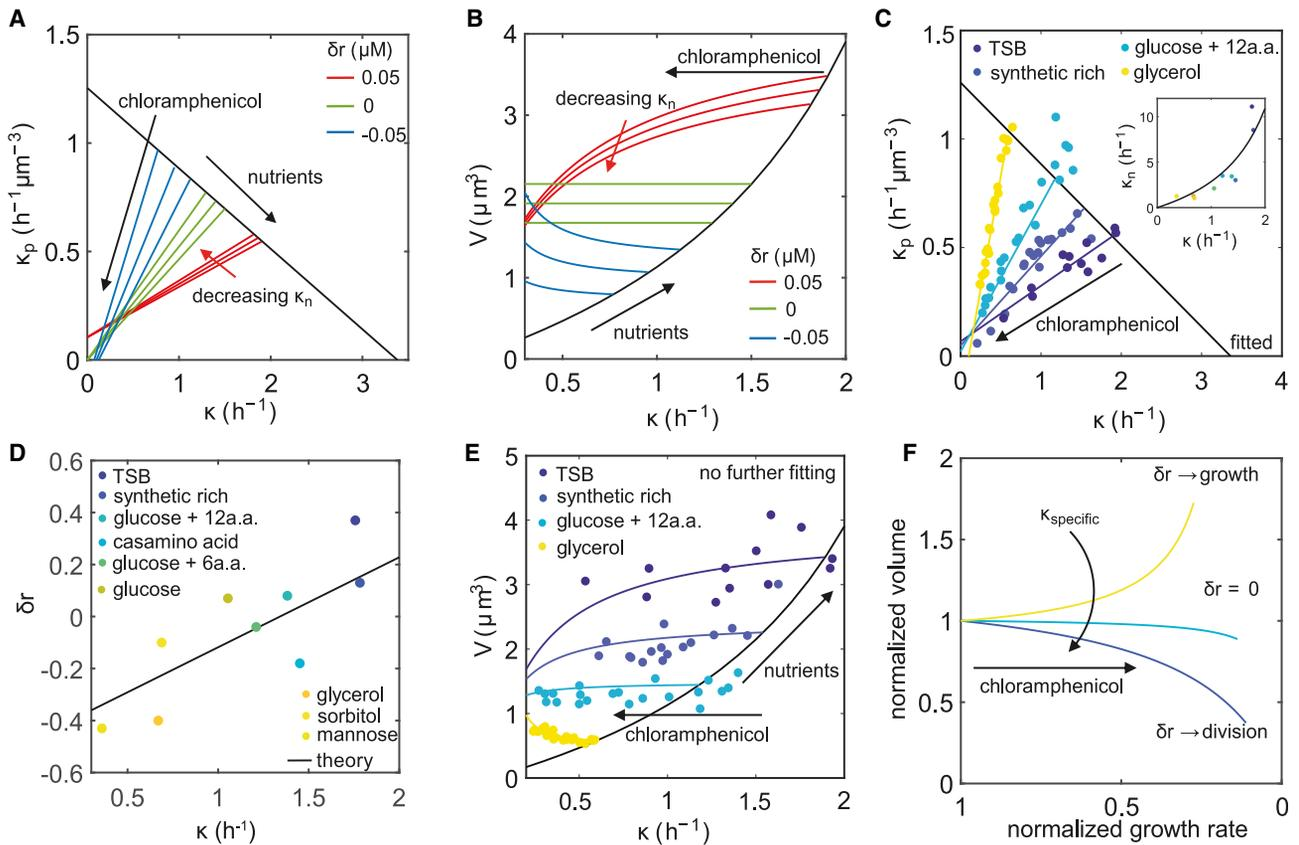 A
1.5
1
0.5
0
0
1
2
3
κp (h−1μm−3)
κ (h−1)
δr (μM)
0.05
0
-0.05
chloramphenicol
nutrients
decreasing κn
B
4
3
2
1
0
0.5
1
1.5
2
V (μm3)
κ (h−1)
chloramphenicol
decreasing κn
nutrients
δr (μM)
0.05
0
-0.05
C
1.5
1
0.5
0
0
1
2
3
4
κp (h−1μm−3)
κ (h−1)
TSB
synthetic rich
glucose + 12a.a.
glycerol
10
5
0
0
1
2
κn (h−1)
κ (h−1)
chloramphenicol
fitted
D
0.6
0.4
0.2
0
-0.2
-0.4
-0.6
0.5
1
1.5
2
δr
κ (h-1)
TSB
synthetic rich
glucose + 12a.a.
casamino acid
glucose + 6a.a.
glucose
glycerol
sorbitol
mannose
theory
E
5
4
3
2
1
0
0.5
1
1.5
2
V (μm3)
κ (h−1)
TSB
synthetic rich
glucose + 12a.a.
glycerol
no further fitting
nutrients
chloramphenicol
F
2
1.5
1
0.5
0
1
0.5
0
normalized volume
normalized growth rate
δr → growth
κspecific
δr = 0
chloramphenicol
δr → division